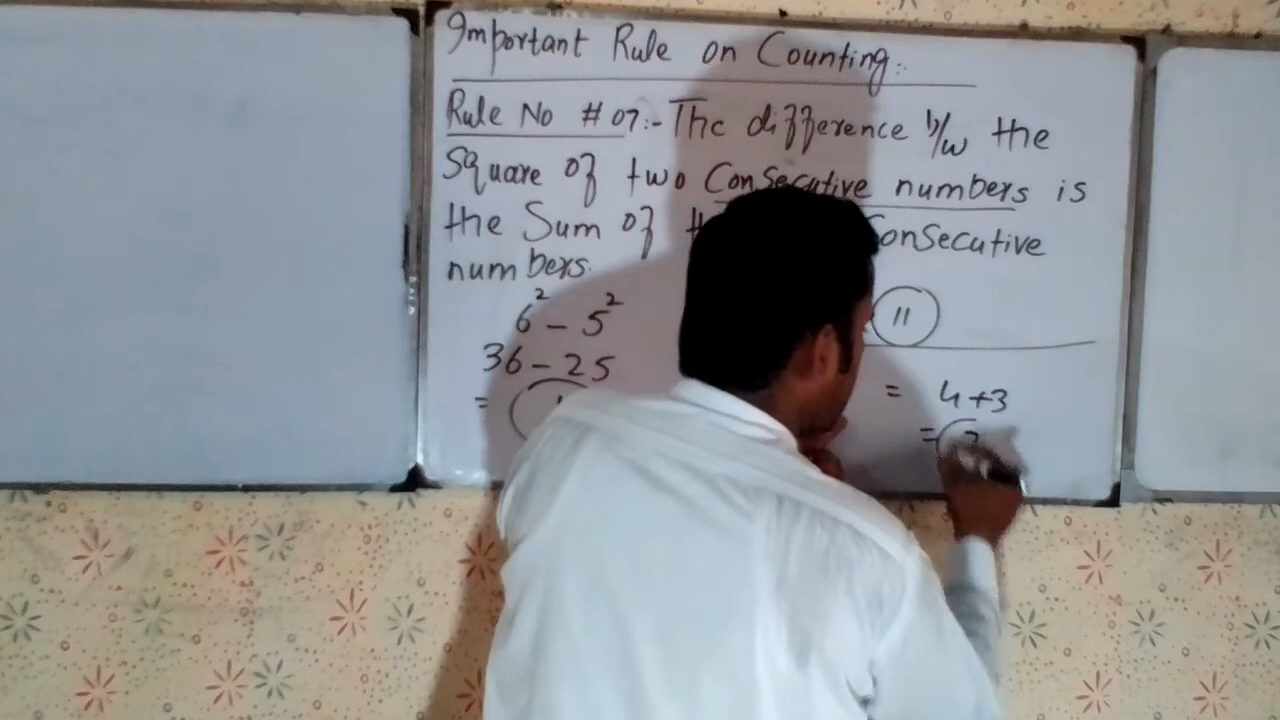 Important Rule on Counting:
Rule No # 07:- The difference b/w the
Square of two Consecutive numbers is
the Sum of Consecutive
numbers.
6² - 5²
11
36 - 25
= 4+3
=
= 7